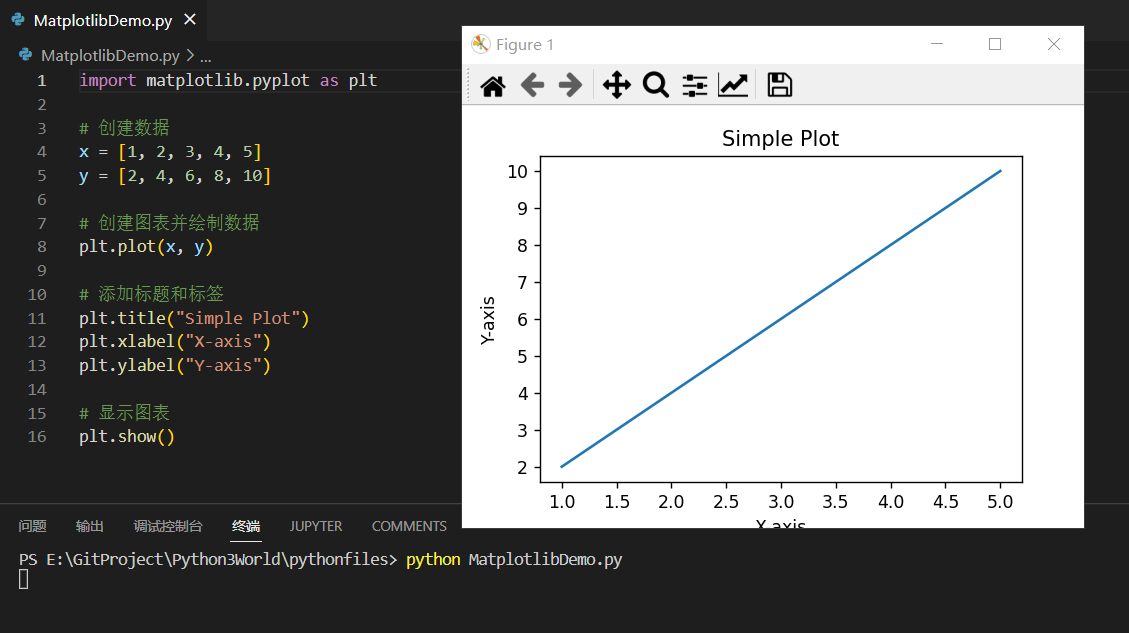 MatplotlibDemo.py
MatplotlibDemo.py > ...
1 import matplotlib.pyplot as plt
2
3 # 创建数据
4 x = [1, 2, 3, 4, 5]
5 y = [2, 4, 6, 8, 10]
6
7 # 创建图表并绘制数据
8 plt.plot(x, y)
9
10 # 添加标题和标签
11 plt.title("Simple Plot")
12 plt.xlabel("X-axis")
13 plt.ylabel("Y-axis")
14
15 # 显示图表
16 plt.show()
Figure 1
Simple Plot
10
9
8
7
6
5
4
3
2
Y-axis
1.0 1.5 2.0 2.5 3.0 3.5 4.0 4.5 5.0
X-axis
问题 输出 调试控制台 终端 JUPYTER COMMENTS
PS E:\GitProject\Python3World\pythonfiles> python MatplotlibDemo.py